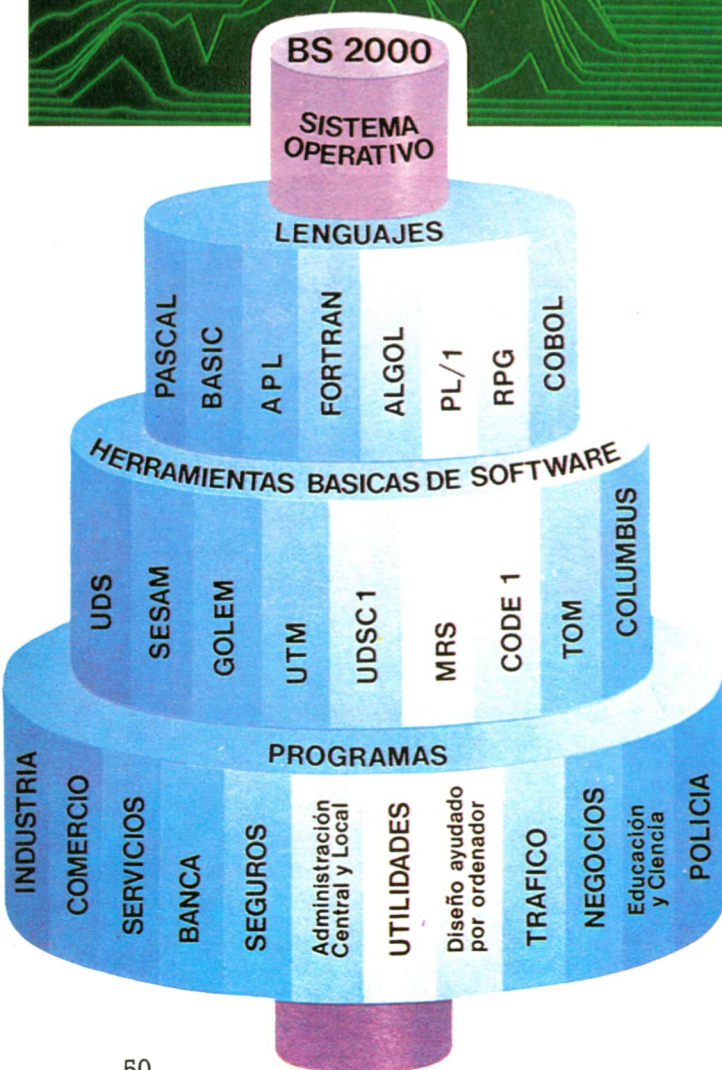 BS 2000
SISTEMA
OPERATIVO
LENGUAJES
PASCAL
BASIC
APL
FORTRAN
ALGOL
PL/1
RPG
COBOL
HERRAMIENTAS BASICAS DE SOFTWARE
UDS
SESAM
GOLEM
UTM
UDSC1
MRS
CODE 1
TOM
COLUMBUS
PROGRAMAS
INDUSTRIA
COMERCIO
SERVICIOS
BANCA
SEGUROS
Administración
Central y Local
UTILIDADES
Diseño ayudado
por ordenador
TRAFICO
NEGOCIOS
Educación
y Ciencia
POLICIA
50